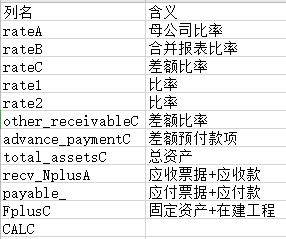 列名 含义
rateA 母公司比率
rateB 合并报表比率
rateC 差额比率
rate1 比率
rate2 比率
other_receivableC 差额比率
advance_paymentC 差额预付款项
total_assetsC 总资产
recv_NplusA 应收票据+应收款
payable_ 应付票据+应付款
FplusC 固定资产+在建工程
CALC